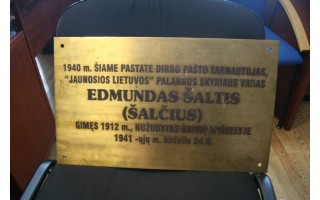 1940 m. ŠIAME PASTATE DIRBO PAŠTO TARNAUTOJAS,
"JAUNOSIOS LIETUVOS" PALANGOS SKYRIAUS VADAS
EDMUNDAS ŠALTIS
(ŠALČIUS)
GIMĘS 1912 m., NUŽUDYTAS RAINIŲ MIŠKELYJE
1941 -ųjų m. birželio 24 d.